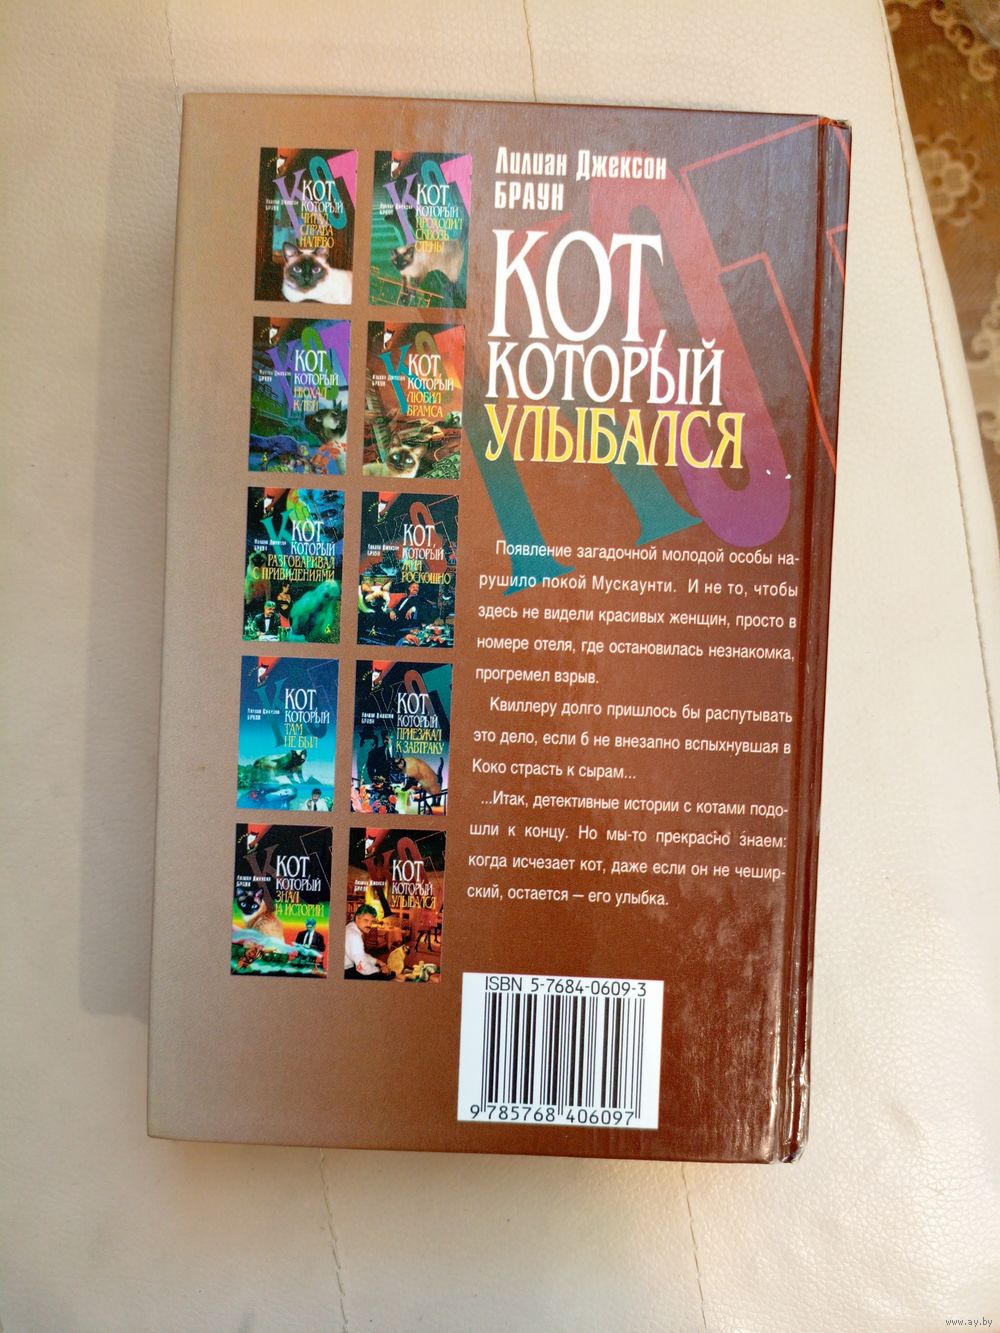 Лилиан Джексон
БРАУН
КОТ,
КОТОРЫЙ
УЛЫБАЛСЯ
Появление загадочной молодой особы на-
рушило покой Мускаунти. И не то, чтобы
здесь не видели красивых женщин, просто в
номере отеля, где остановилась незнакомка,
прогремел взрыв.
Квиллеру долго пришлось бы распутывать
это дело, если б не внезапно вспыхнувшая в
Коко страсть к сырам...
...Итак, детективные истории с котами подо-
шли к концу. Но мы-то прекрасно знаем:
когда исчезает кот, даже если он не чешир-
ский, остается — его улыбка.
ISBN 5-7684-0609-3
9 785768 406097
КОТ,
КОТОРЫЙ
ЧИТАЛ
СПРАВА
НАЛЕВО
КОТ,
КОТОРЫЙ
ПРОХОДИЛ
СКВОЗЬ
СТЕНЫ
КОТ,
КОТОРЫЙ
НЮХАЛ
КЛЕЙ
КОТ,
КОТОРЫЙ
ЛЮБИЛ
БРАМСА
КОТ,
КОТОРЫЙ
РАЗГОВАРИВАЛ
С ПРИВИДЕНИЯМИ
КОТ,
КОТОРЫЙ
ЖИЛ
РОСКОШНО
КОТ,
КОТОРЫЙ
ТАМ
НЕ БЫЛ
КОТ,
КОТОРЫЙ
ПРИЕЗЖАЛ
К ЗАВТРАКУ
КОТ,
КОТОРЫЙ
ЗНАЛ
14 ИСТОРИЙ
КОТ,
КОТОРЫЙ
УЛЫБАЛСЯ
www.ay.by